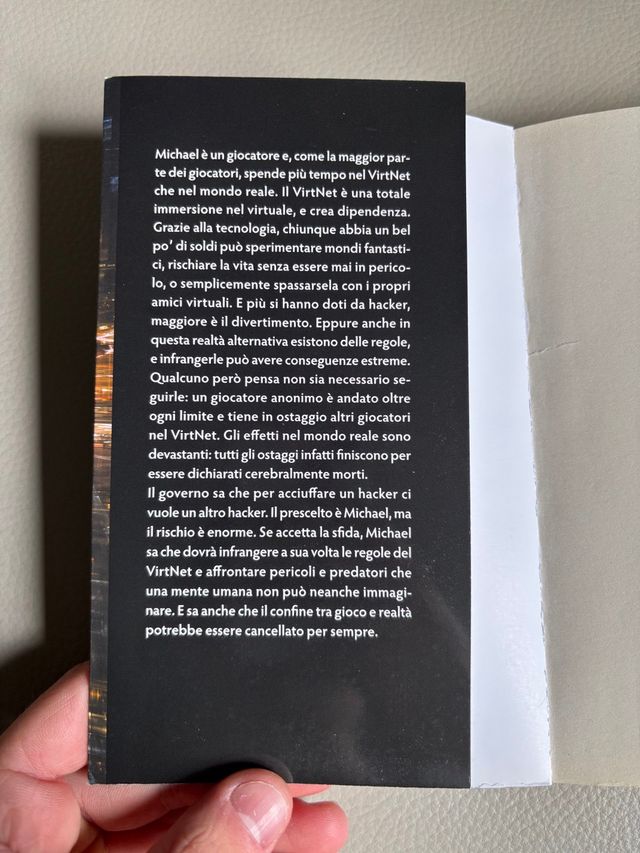 Michael è un giocatore e, come la maggior par-
te dei giocatori, spende più tempo nel VirtNet
che nel mondo reale. Il VirtNet è una totale
immersione nel virtuale, e crea dipendenza.
Grazie alla tecnologia, chiunque abbia un bel
po’ di soldi può sperimentare mondi fantasti-
ci, rischiare la vita senza essere mai in perico-
lo, o semplicemente spassarsela con i propri
amici virtuali. E più si hanno doti da hacker,
maggiore è il divertimento. Eppure anche in
questa realtà alternativa esistono delle regole,
e infrangerle può avere conseguenze estreme.
Qualcuno però pensa non sia necessario se-
guirle: un giocatore anonimo è andato oltre
ogni limite e tiene in ostaggio altri giocatori
nel VirtNet. Gli effetti nel mondo reale sono
devastanti: tutti gli ostaggi infatti finiscono per
essere dichiarati cerebralmente morti.
Il governo sa che per acciuffare un hacker ci
vuole un altro hacker. Il prescelto è Michael, ma
il rischio è enorme. Se accetta la sfida, Michael
sa che dovrà infrangere a sua volta le regole del
VirtNet e affrontare pericoli e predatori che
una mente umana non può neanche immagi-
nare. E sa anche che il confine tra gioco e realtà
potrebbe essere cancellato per sempre.